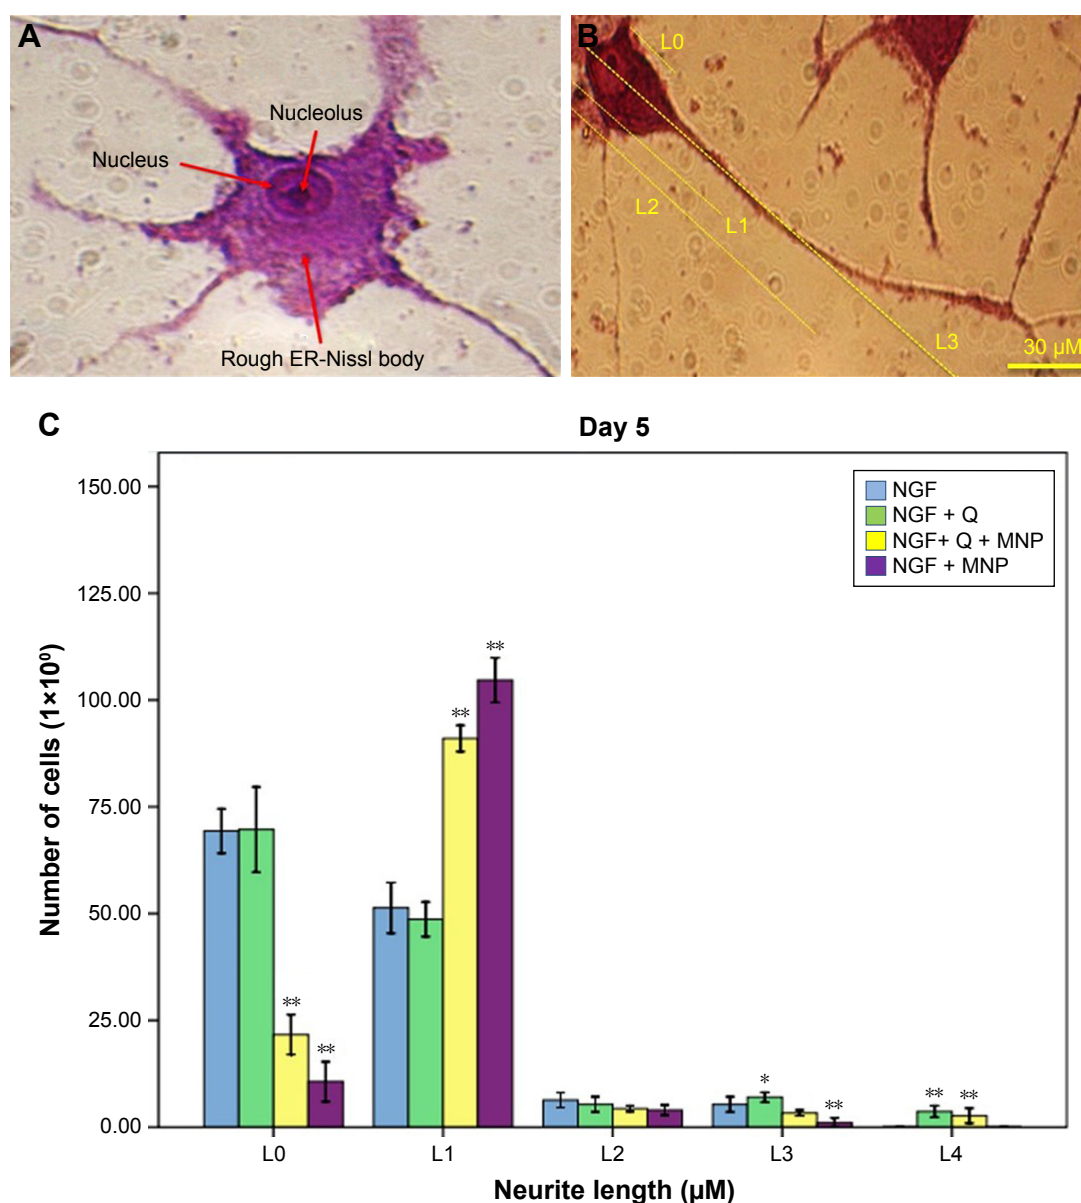 A
Nucleolus
Nucleus
Rough ER-Nissl body
B
L0
L1
L2
L3
30 μM
C
Day 5
NGF
NGF + Q
NGF+ Q + MNP
NGF + MNP
Number of cells (1×10⁰)
150.00
125.00
100.00
75.00
50.00
25.00
0.00
** ** ** ** * ** ** **
L0 L1 L2 L3 L4
Neurite length (μM)